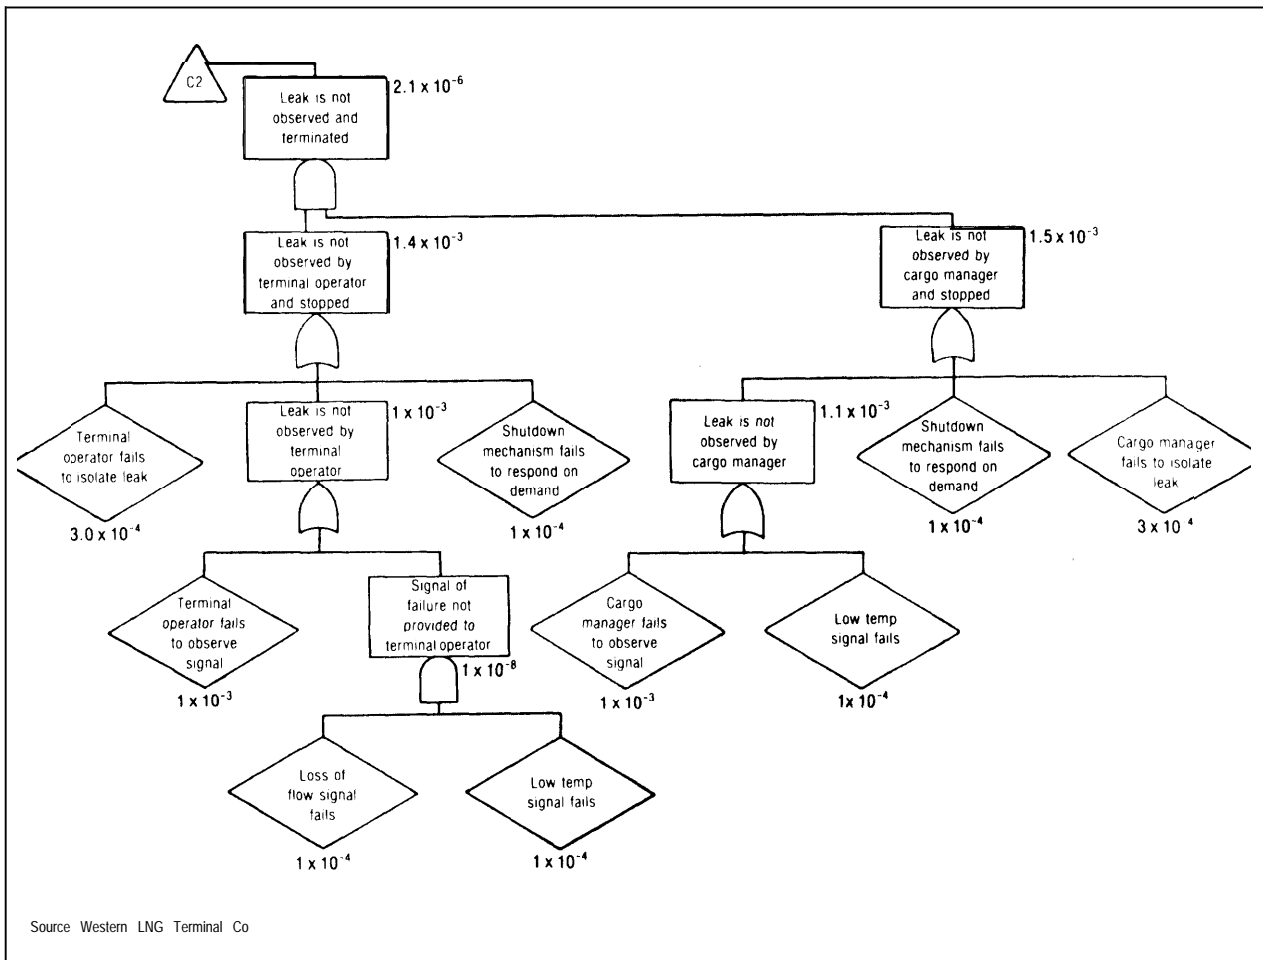 C2
Leak is not
observed and
terminated
2.1 x 10⁻⁶
Leak is not
observed by
terminal operator
and stopped
1.4 x 10⁻³
Leak is not
observed by
cargo manager
and stopped
1.5 x 10⁻³
Terminal
operator fails
to isolate leak
3.0 x 10⁻⁴
Leak is not
observed by
terminal
operator
1 x 10⁻³
Shutdown
mechanism fails
to respond on
demand
1 x 10⁻⁴
Leak is not
observed by
cargo manager
1.1 x 10⁻³
Shutdown
mechanism fails
to respond on
demand
1 x 10⁻⁴
Cargo manager
fails to isolate
leak
3 x 10⁻⁴
Terminal
operator fails
to observe
signal
1 x 10⁻³
Signal of
failure not
provided to
terminal operator
1 x 10⁻⁸
Cargo
manager fails
to observe
signal
1 x 10⁻³
Low temp
signal fails
1x 10⁻⁴
Loss of
flow signal
fails
1 x 10⁻⁴
Low temp
signal fails
1 x 10⁻⁴
Source Western LNG Terminal Co